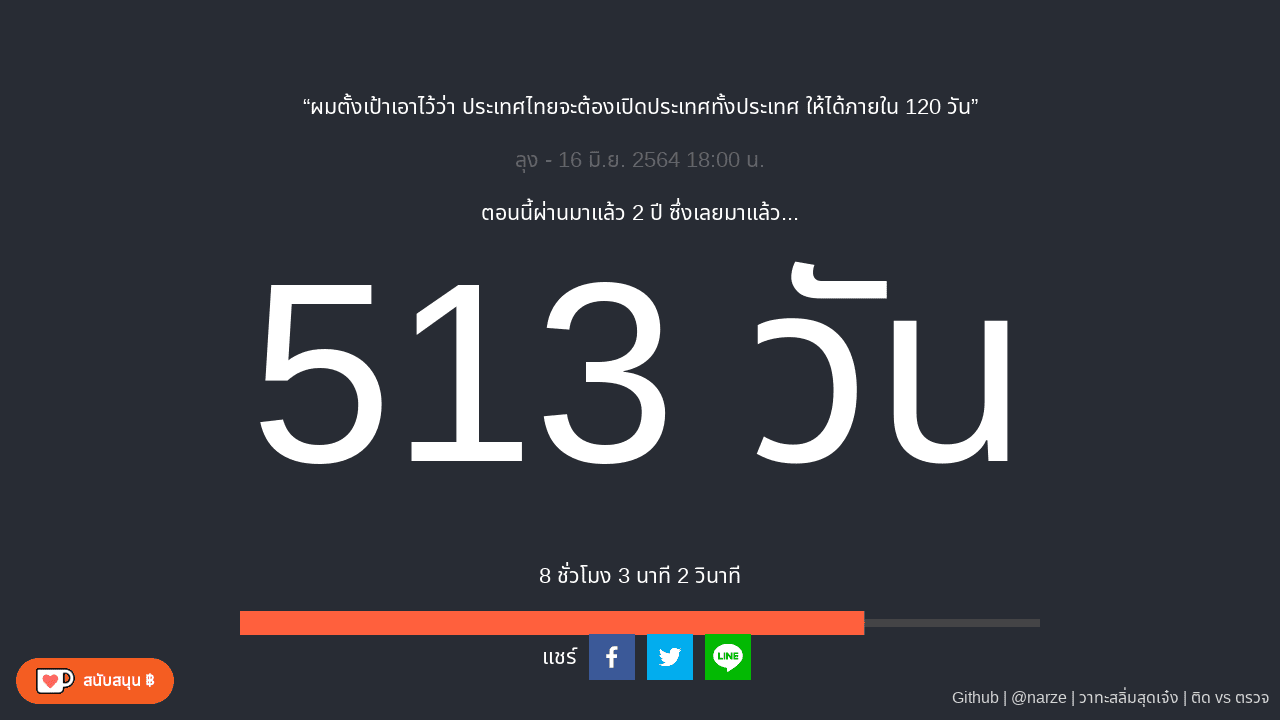 “ผมตั้งเป้าเอาไว้ว่า ประเทศไทยจะต้องเปิดประเทศทั้งประเทศ ให้ได้ภายใน 120 วัน”
ลุง - 16 มิ.ย. 2564 18:00 น.
ตอนนี้ผ่านมาแล้ว 2 ปี ซึ่งเลยมาแล้ว...
513 วัน
8 ชั่วโมง 3 นาที 2 วินาที
แชร์ LINE
สนับสนุน ฿
Github | @narze | วาทะสลิ่มสุดเจ๋ง | ติด vs ตรวจ